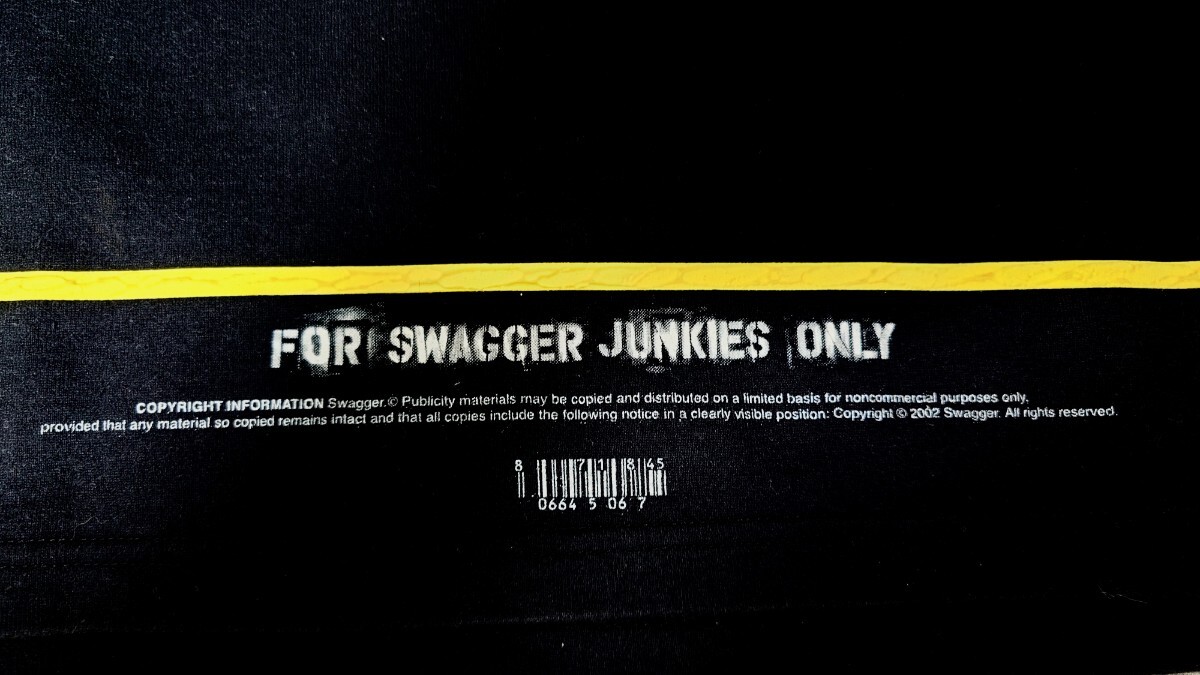 FOR SWAGGER JUNKIES ONLY
COPYRIGHT INFORMATION Swagger.© Publicity materials may be copied and distributed on a limited basis for noncommercial purposes only,
provided that any material so copied remains intact and that all copies include the following notice in a clearly visible position: Copyright © 2002 Swagger. All rights reserved.
8 71 8 45
0664 5 06 7